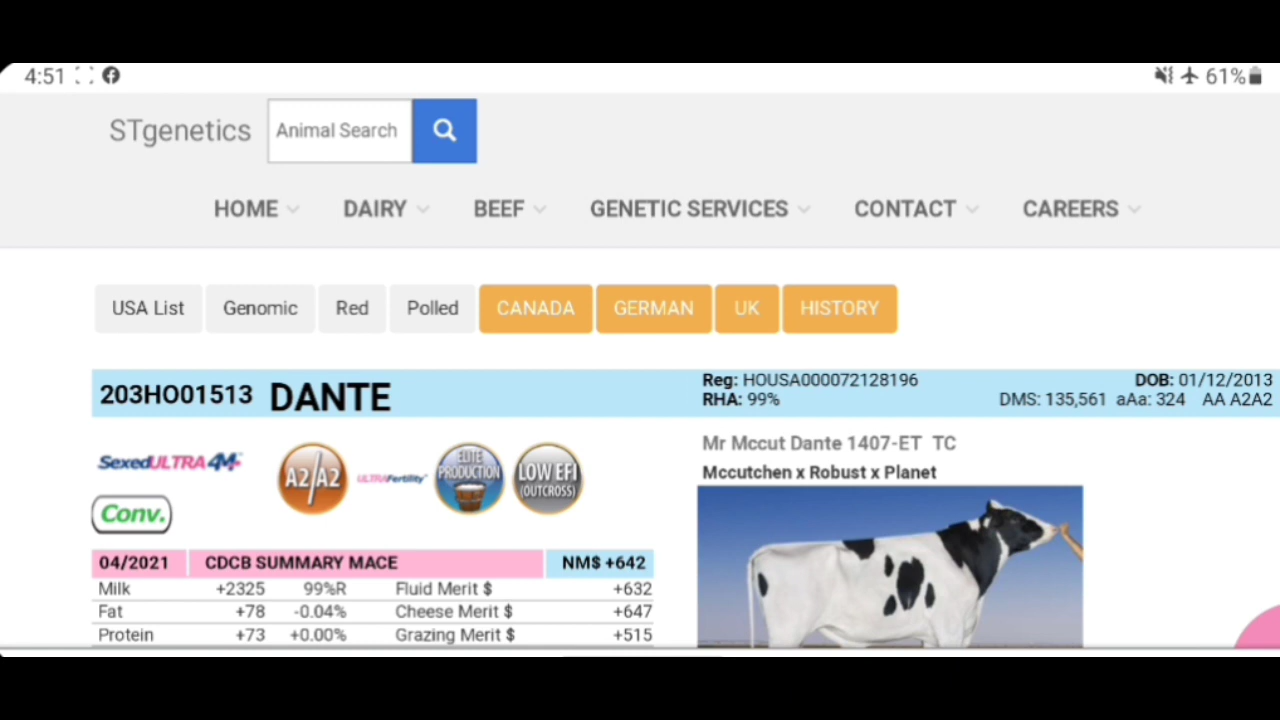 4:51
61%
STgenetics
Animal Search
HOME DAIRY BEEF GENETIC SERVICES CONTACT CAREERS
USA List Genomic Red Polled CANADA GERMAN UK HISTORY
203HO01513 DANTE
Reg: HOUSA000072128196 DOB: 01/12/2013
RHA: 99% DMS: 135,561 aAa: 324 AA A2A2
SexedULTRA 4M
A2/A2
ULTRAFertility
ELITE PRODUCTION
LOW EFI
(OUTCROSS)
Conv.
Mr Mccut Dante 1407-ET TC
Mccutchen x Robust x Planet
04/2021 CDCB SUMMARY MACE NM$ +642
Milk +2325 99%R Fluid Merit $ +632
Fat +78 -0.04% Cheese Merit $ +647
Protein +73 +0.00% Grazing Merit $ +515